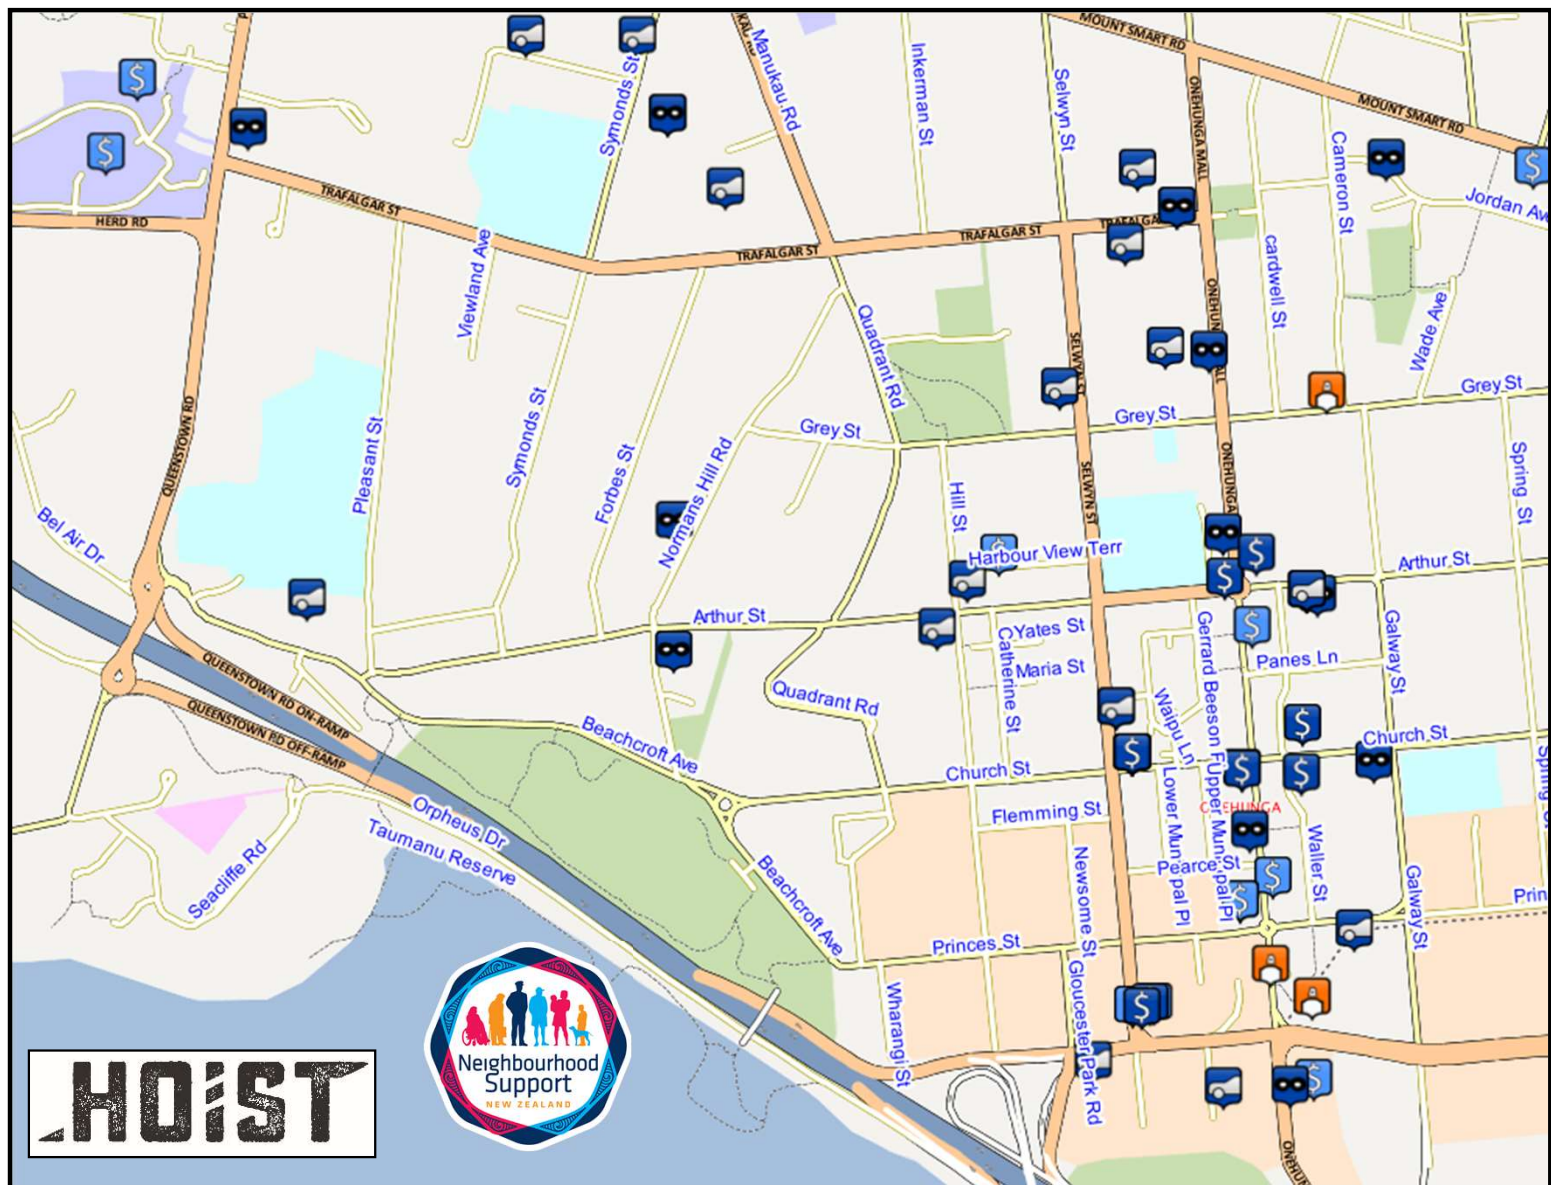 MOUNT SMART RD
Manukau Rd
Inkerman St
Selwyn St
ONEHUNGA MALL
Symonds St
MOUNT SMART RD
Cameron St
Jordan Av
HERD RD
TRAFALGAR ST
Viewland Ave
TRAFALGAR ST
TRAFALGAR ST
cardwell St
Wade Ave
Quadrant Rd
SELWYN ST
Grey St
Grey St
Grey St
QUEENSTOWN RD
Pleasant St
Symonds St
Forbes St
Normans Hill Rd
Hill St
SELWYN ST
ONEHUNGA
Spring St
Bel Air Dr
Harbour View Terr
Arthur St
Arthur St
Yates St
Catherine St
Maria St
Gerrard Beeson
Panes Ln
Galway St
QUEENSTOWN RD ON-RAMP
QUEENSTOWN RD OFF-RAMP
Quadrant Rd
Waipu Ln
Beachcroft Ave
Church St
Church St
Orpheus Dr
Taumanu Reserve
Flemming St
Seacliffe Rd
Beachcroft Ave
Newsome St
Pearce St
Waller St
Galway St
Prin
Princes St
Wharangi St
Gloucester Park Rd
HOIST
Neighbourhood
Support
NEW ZEALAND
ONEHUN